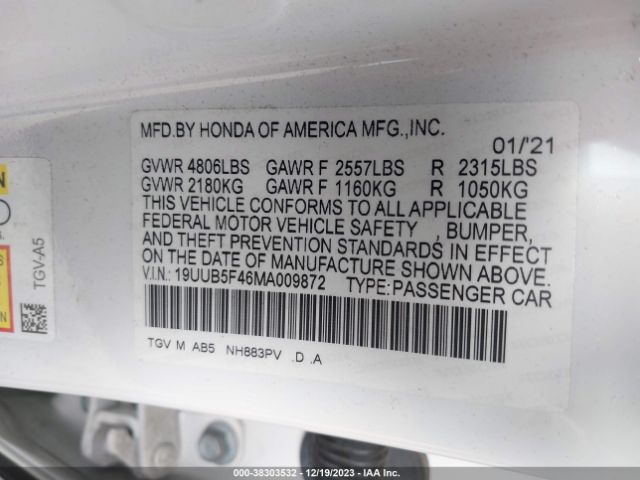 MFD.BY HONDA OF AMERICA MFG.,INC.
01/'21
GVWR 4806LBS GAWR F 2557LBS R 2315LBS
GVWR 2180KG GAWR F 1160KG R 1050KG
THIS VEHICLE CONFORMS TO ALL APPLICABLE
FEDERAL MOTOR VEHICLE SAFETY , BUMPER,
AND THEFT PREVENTION STANDARDS IN EFFECT
ON THE DATE OF MANUFACTURE SHOWN ABOVE.
V.I.N: 19UUB5F46MA009872 TYPE:PASSENGER CAR
TGV M AB5 NH883PV .D .A
TGV-A5
000-38303532 - 12/19/2023 - IAA Inc.